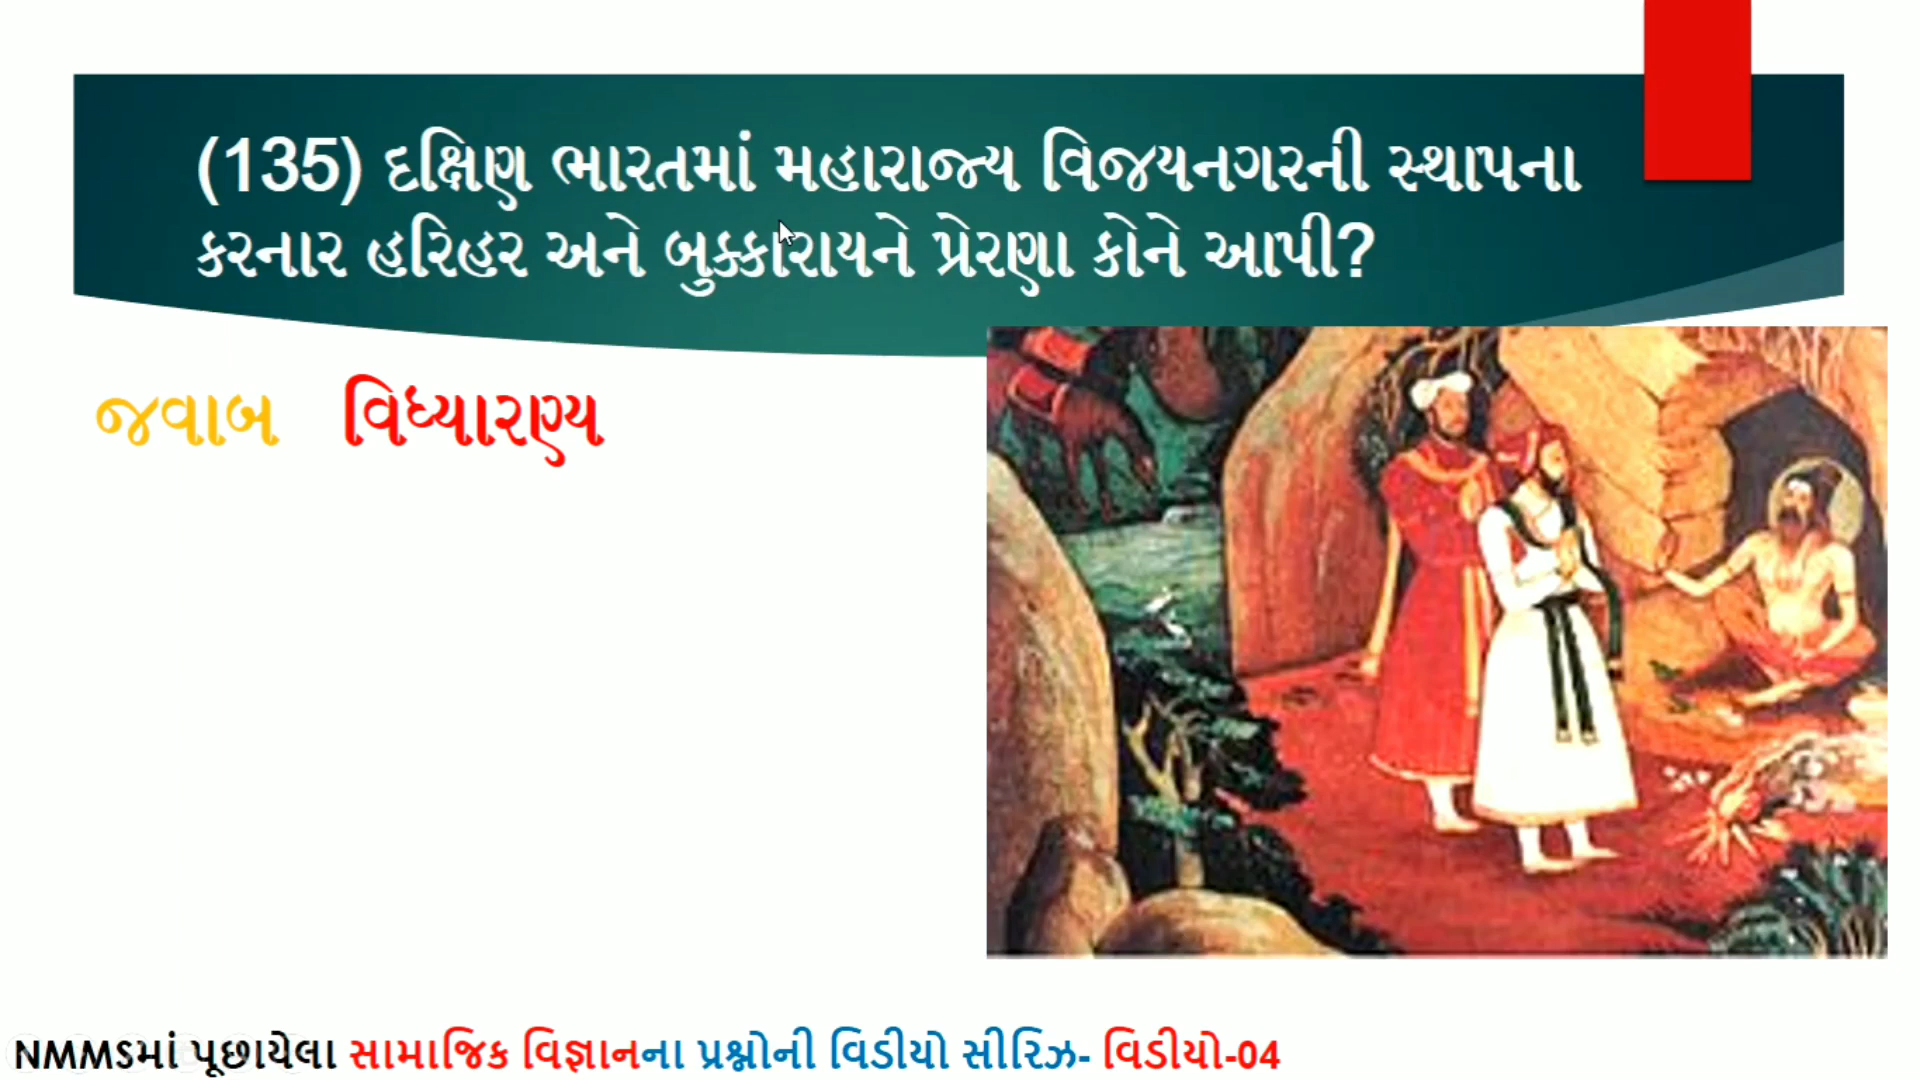 (135) દક્ષિણ ભારતમાં મહારાજ્ય વિજયનગરની સ્થાપના
કરનાર હરિહર અને બુક્કારાયને પ્રેરણા કોને આપી?
જવાબ વિધ્યારણ્ય
NMMSમાં પૂછાયેલા સામાજિક વિજ્ઞાનના પ્રશ્નોની વિડીયો સીરિઝ- વિડીયો-04